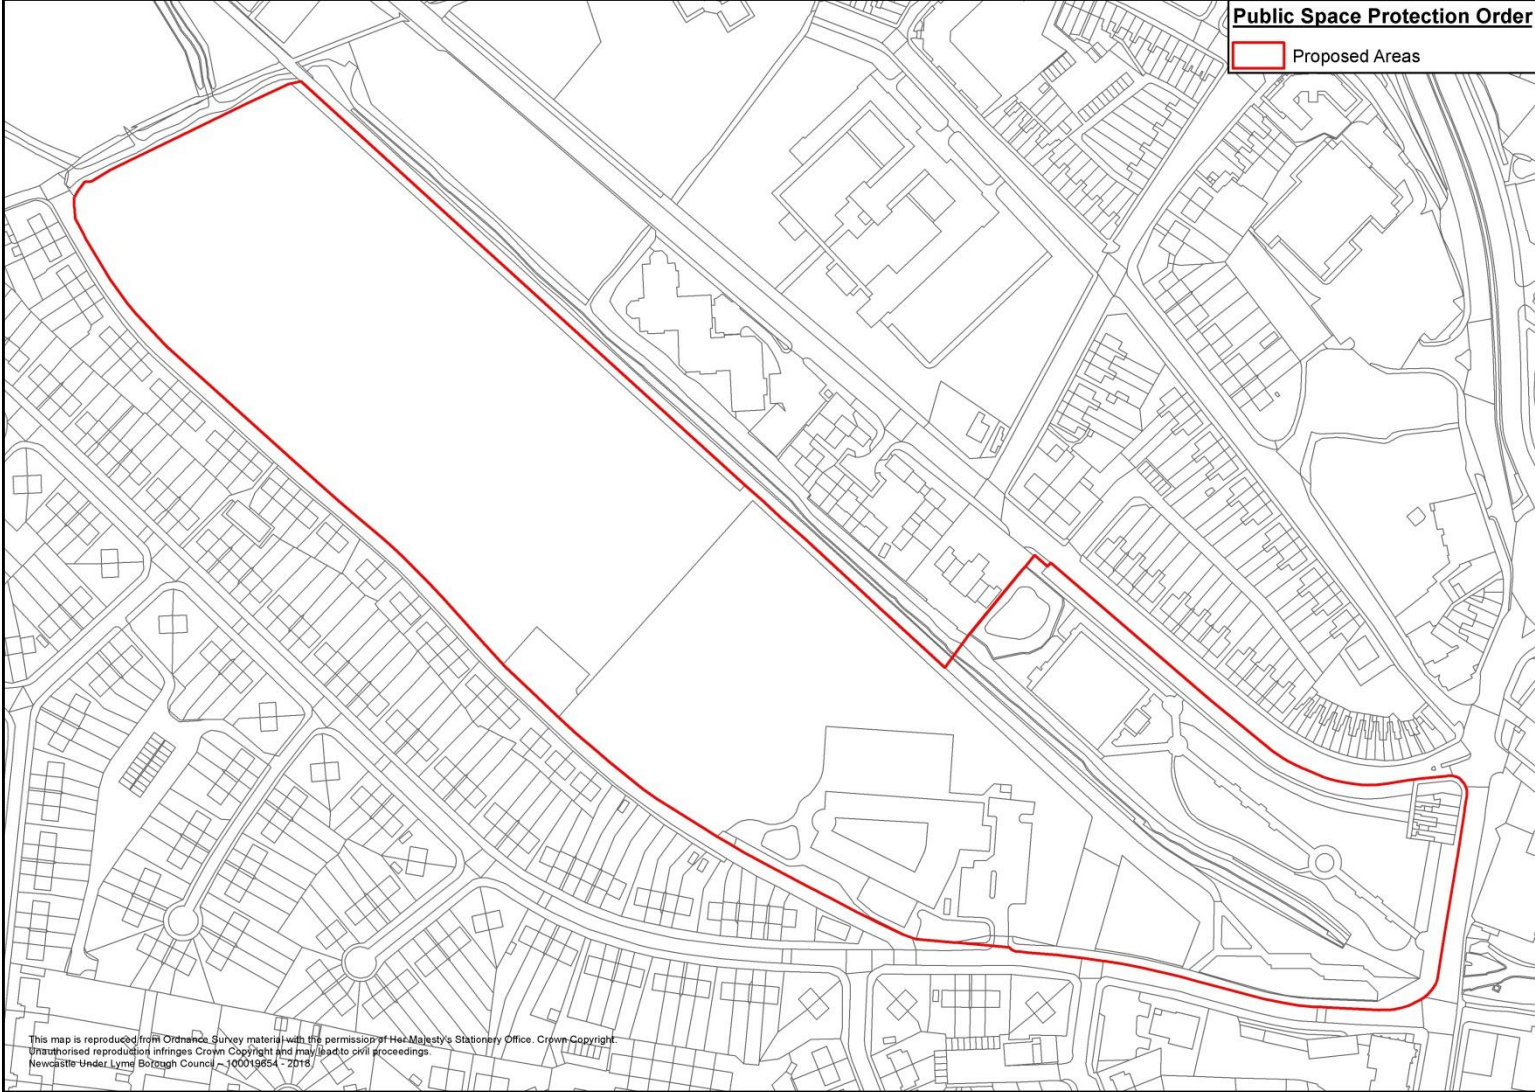 Public Space Protection Order
Proposed Areas
This map is reproduced from Ordnance Survey material with the permission of Her Majesty's Stationery Office. Crown Copyright.
Unauthorised reproduction infringes Crown Copyright and may lead to civil proceedings.
Newcastle Under Lyme Borough Council - 100019654 - 2018